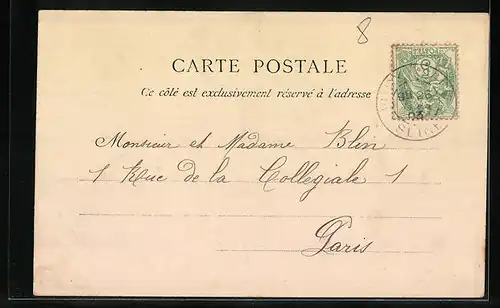 8
CARTE POSTALE
Ce côté est exclusivement réservé à l'adresse
Monsieur et Madame Blin
1 Rue de la Collegiale 1
Paris